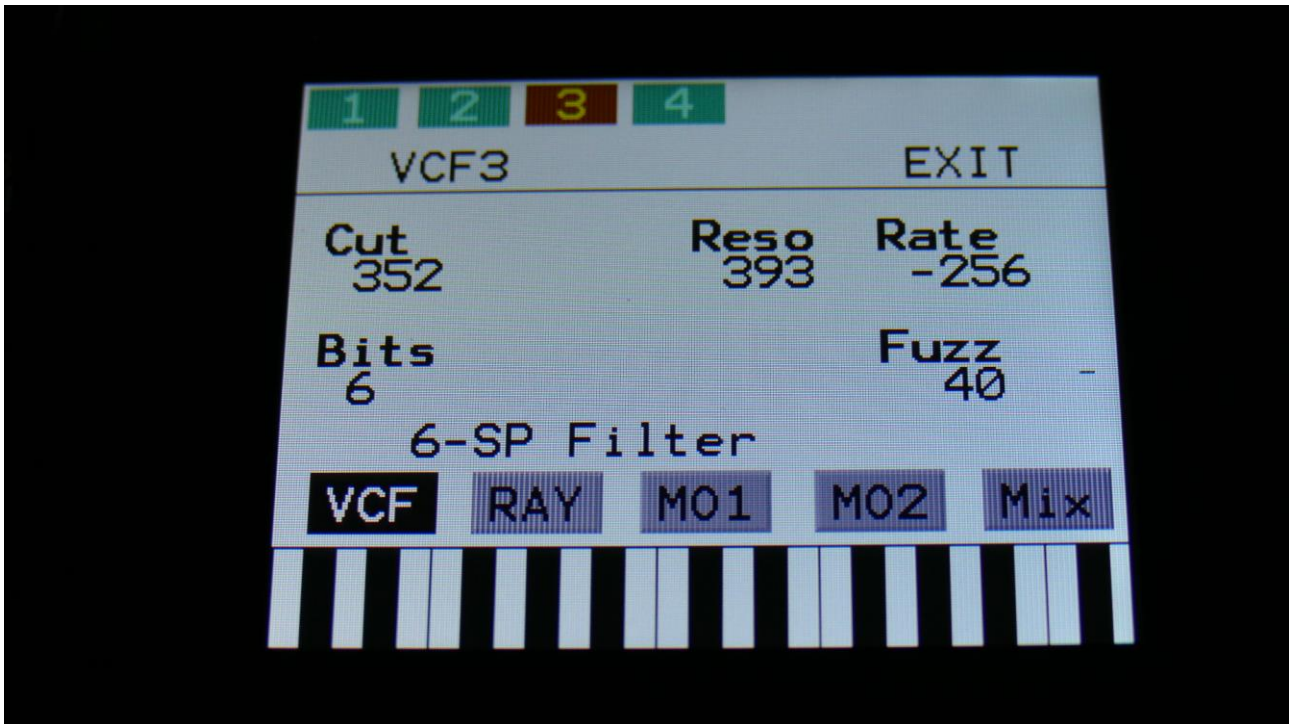 1 2 3 4
VCF3 EXIT
Cut Reso Rate
352 393 -256
Bits Fuzz
6 40 -
6-SP Filter
VCF RAY MO1 MO2 Mix